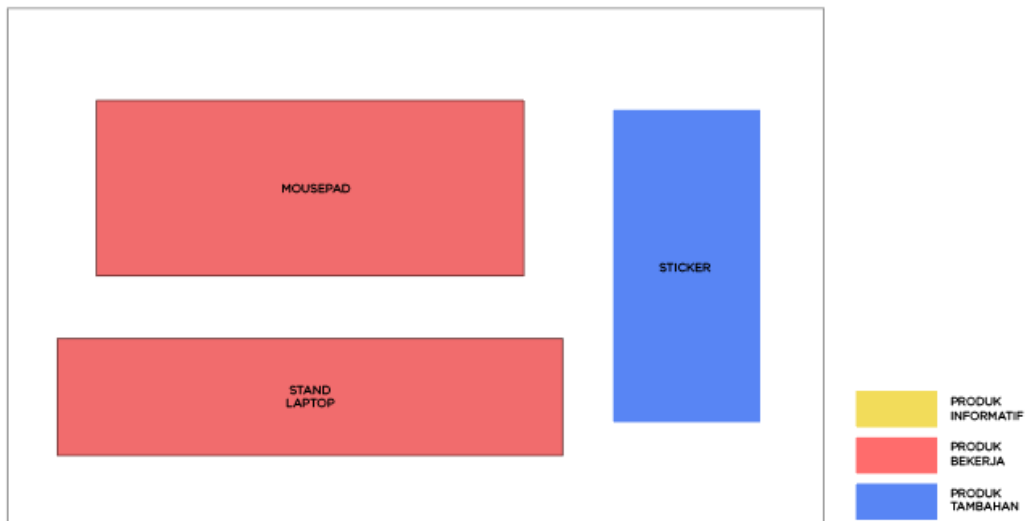 MOUSEPAD
STICKER
STAND
LAPTOP
PRODUK
INFORMATIF
PRODUK
BEKERJA
PRODUK
TAMBAHAN